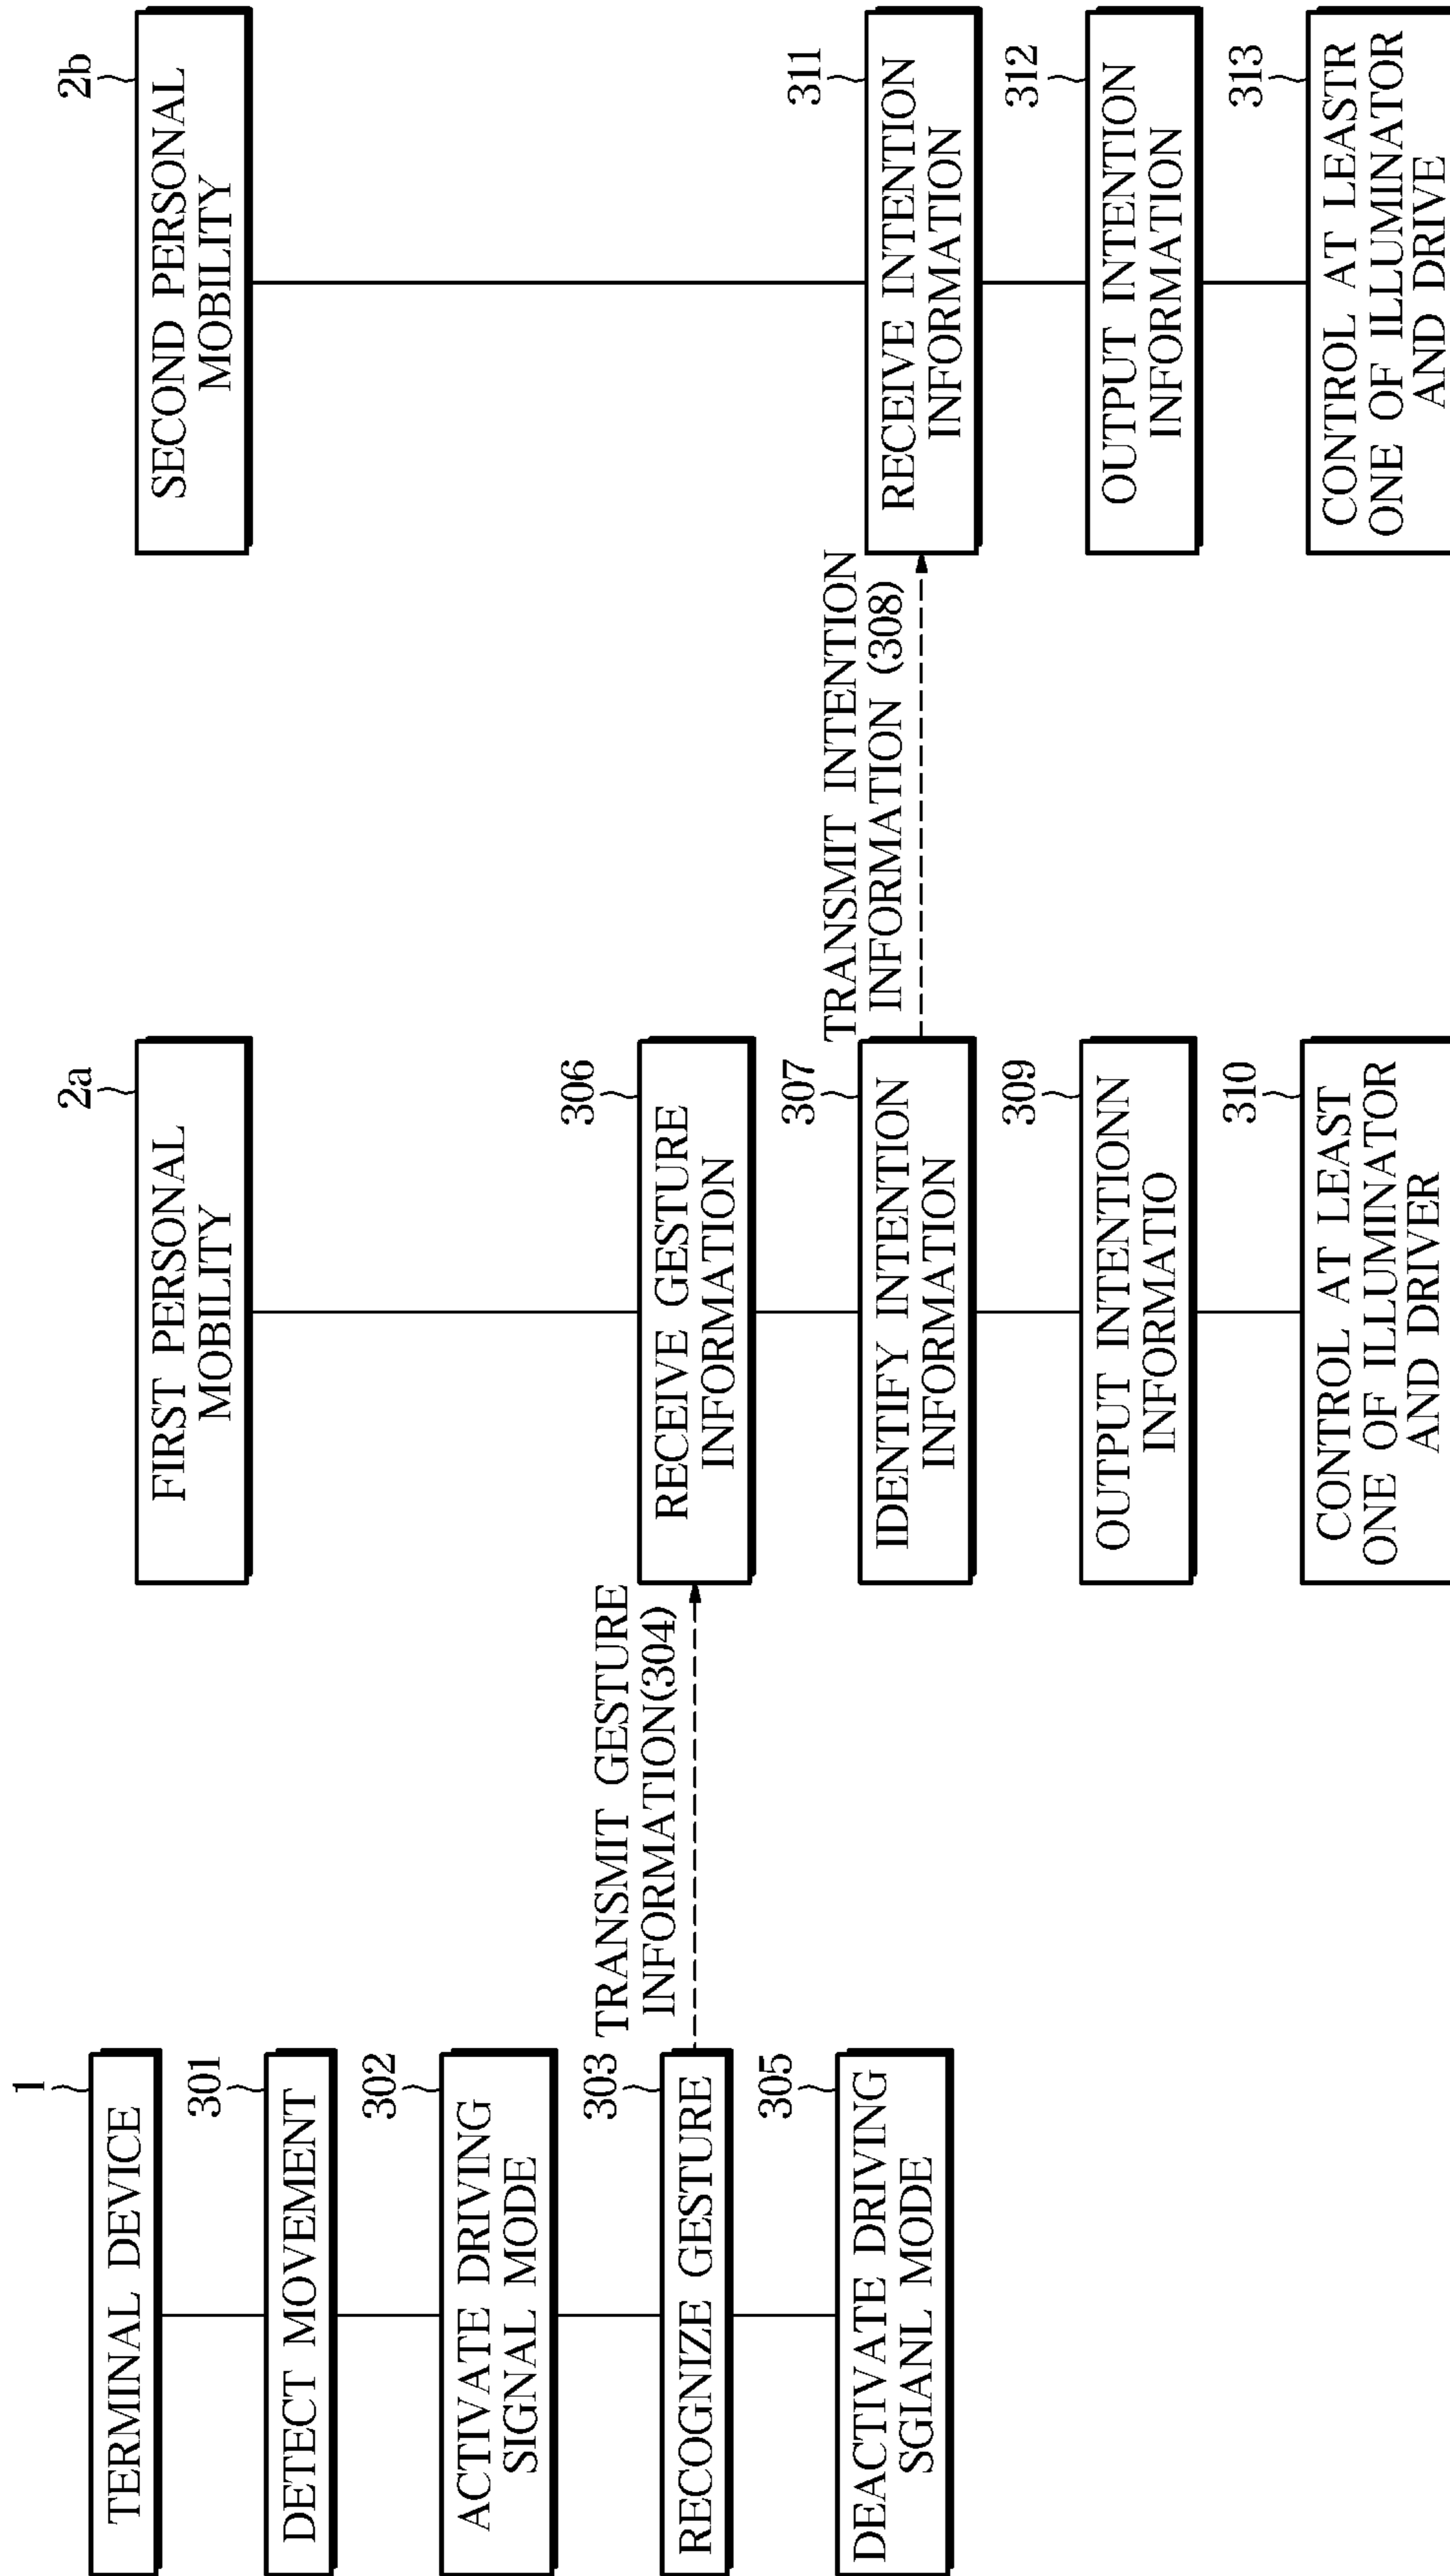 1
TERMINAL DEVICE
301
DETECT MOVEMENT
302
ACTIVATE DRIVING
SIGNAL MODE
303
RECOGNIZE GESTURE
305
DEACTIVATE DRIVING
SGIANL MODE
TRANSMIT GESTURE
INFORMATION(304)
2a
FIRST PERSONAL
MOBILITY
306
RECEIVE GESTURE
INFORMATION
307
IDENTIFY INTENTION
INFORMATION
309
OUTPUT INTENTIONN
INFORMATIO
310
CONTROL AT LEAST
ONE OF ILLUMINATOR
AND DRIVER
TRANSMIT INTENTION
INFORMATION (308)
2b
SECOND PERSONAL
MOBILITY
311
RECEIVE INTENTION
INFORMATION
312
OUTPUT INTENTION
INFORMATION
313
CONTROL AT LEASTR
ONE OF ILLUMINATOR
AND DRIVE